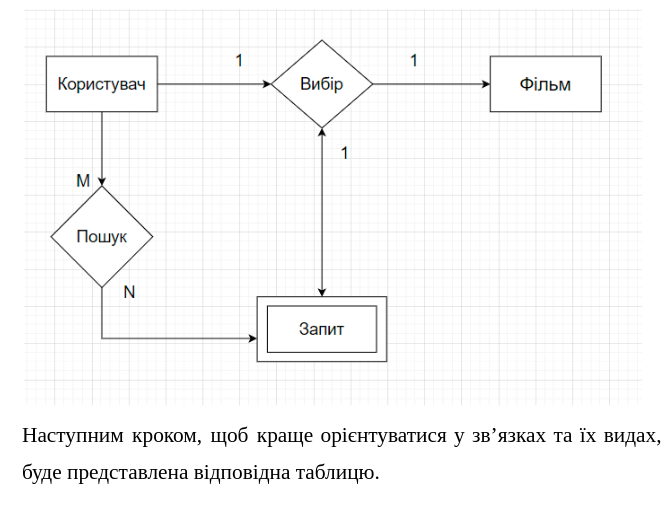 1
1
Користувач
Вибір
Фільм
1
M
Пошук
N
Запит
Наступним кроком, щоб краще орієнтуватися у зв’язках та їх видах,
буде представлена відповідна таблицю.